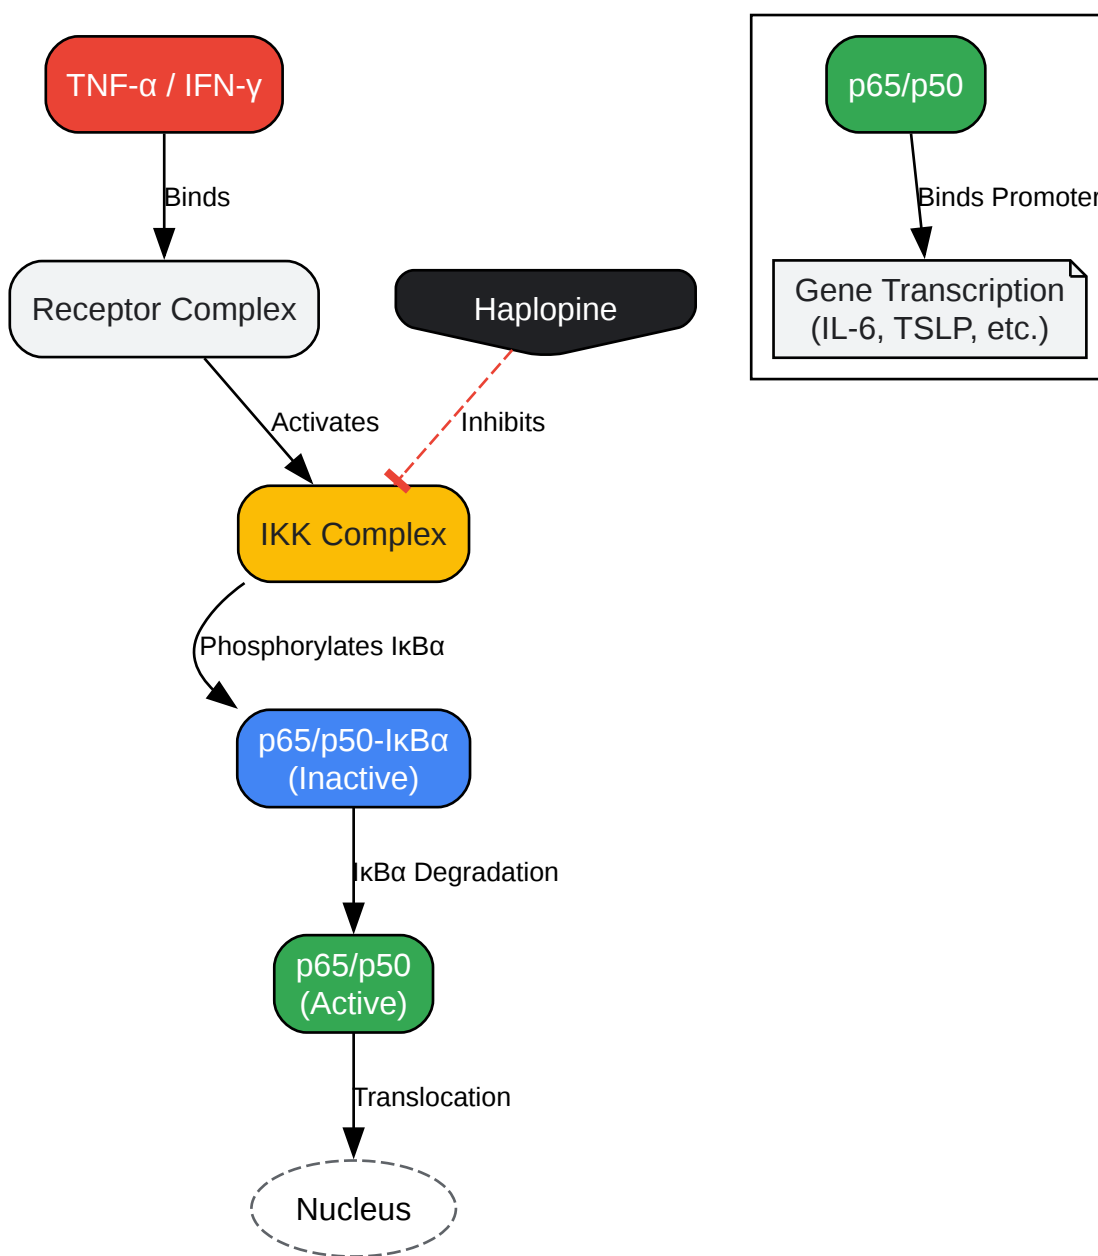 TNF-α / IFN-γ
Binds
Receptor Complex
Haplopine
Activates
Inhibits
IKK Complex
Phosphorylates IκBα
p65/p50-IκBα
(Inactive)
IκBα Degradation
p65/p50
(Active)
Translocation
Nucleus
p65/p50
Binds Promoter
Gene Transcription
(IL-6, TSLP, etc.)